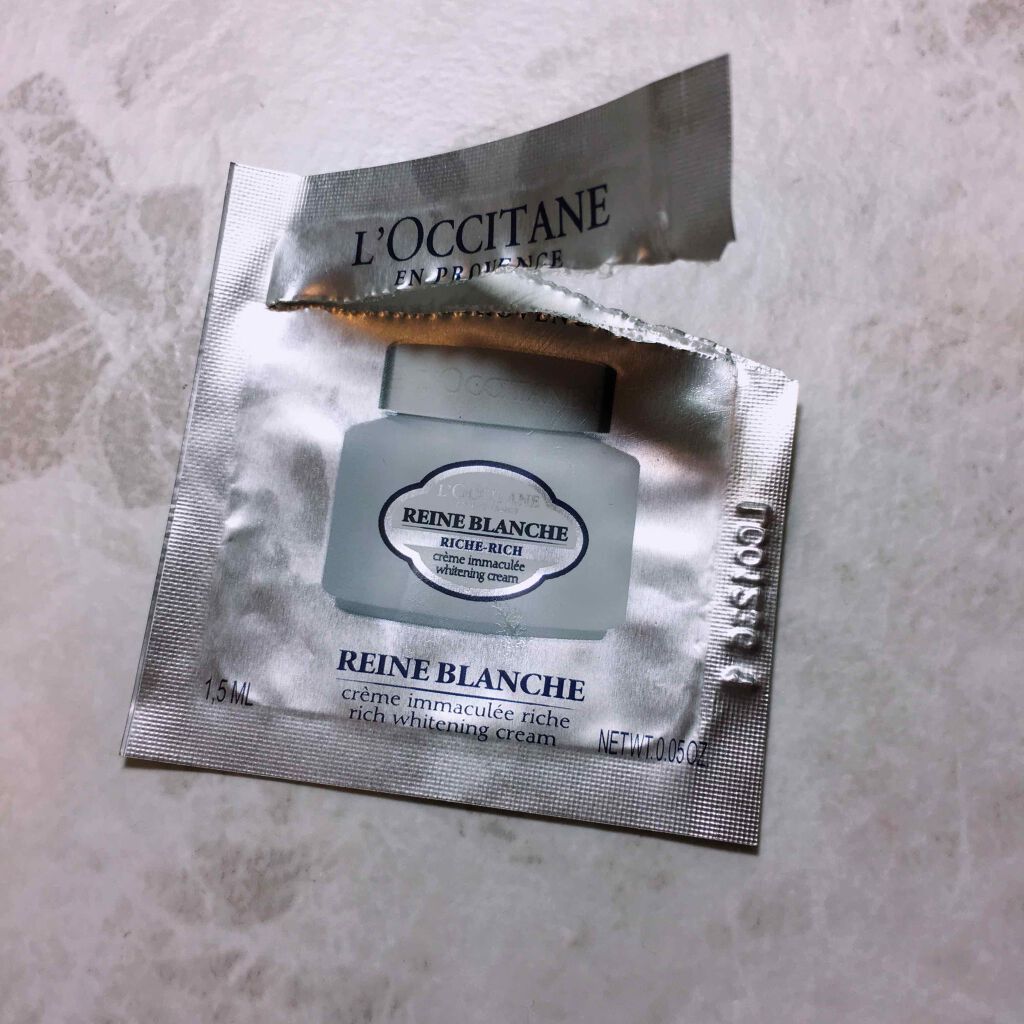 L'OCCITANE
EN PROVENCE
L'OCCITANE
L'OCCITANE
REINE BLANCHE
RICHE-RICH
crème immaculée
whitening cream
REINE BLANCHE
crème immaculée riche
rich whitening cream
1,5 ML
NET WT. 0.05 OZ